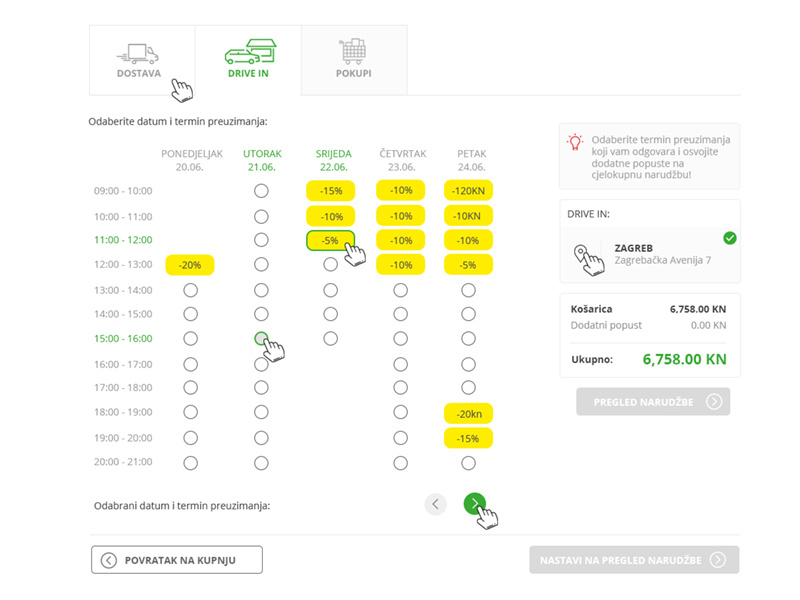 DOSTAVA
DRIVE IN
POKUPI
Odaberite datum i termin preuzimanja:
PONEDJELJAK UTORAK SRIJEDA ČETVRTAK PETAK
20.06. 21.06. 22.06. 23.06. 24.06.
09:00 - 10:00 -15% -10% -120KN
10:00 - 11:00 -10% -10% -10KN
11:00 - 12:00 -5% -10% -10%
12:00 - 13:00 -20% -10% -5%
13:00 - 14:00
14:00 - 15:00
15:00 - 16:00
16:00 - 17:00
17:00 - 18:00
18:00 - 19:00 -20kn
19:00 - 20:00 -15%
20:00 - 21:00
Odabrani datum i termin preuzimanja:
Odaberite termin preuzimanja
koji vam odgovara i osvojite
dodatne popuste na
cjelokupnu narudžbu!
DRIVE IN:
ZAGREB
Zagrebačka Avenija 7
Košarica 6,758.00 KN
Dodatni popust 0.00 KN
Ukupno: 6,758.00 KN
PREGLED NARUDŽBE
POVRATAK NA KUPNJU
NASTAVI NA PREGLED NARUDŽBE